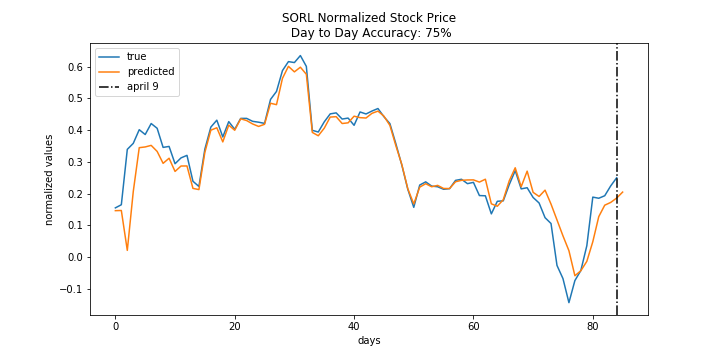 SORL Normalized Stock Price
Day to Day Accuracy: 75%
true
predicted
april 9
normalized values
0.6
0.5
0.4
0.3
0.2
0.1
0.0
−0.1
0 20 40 60 80
days